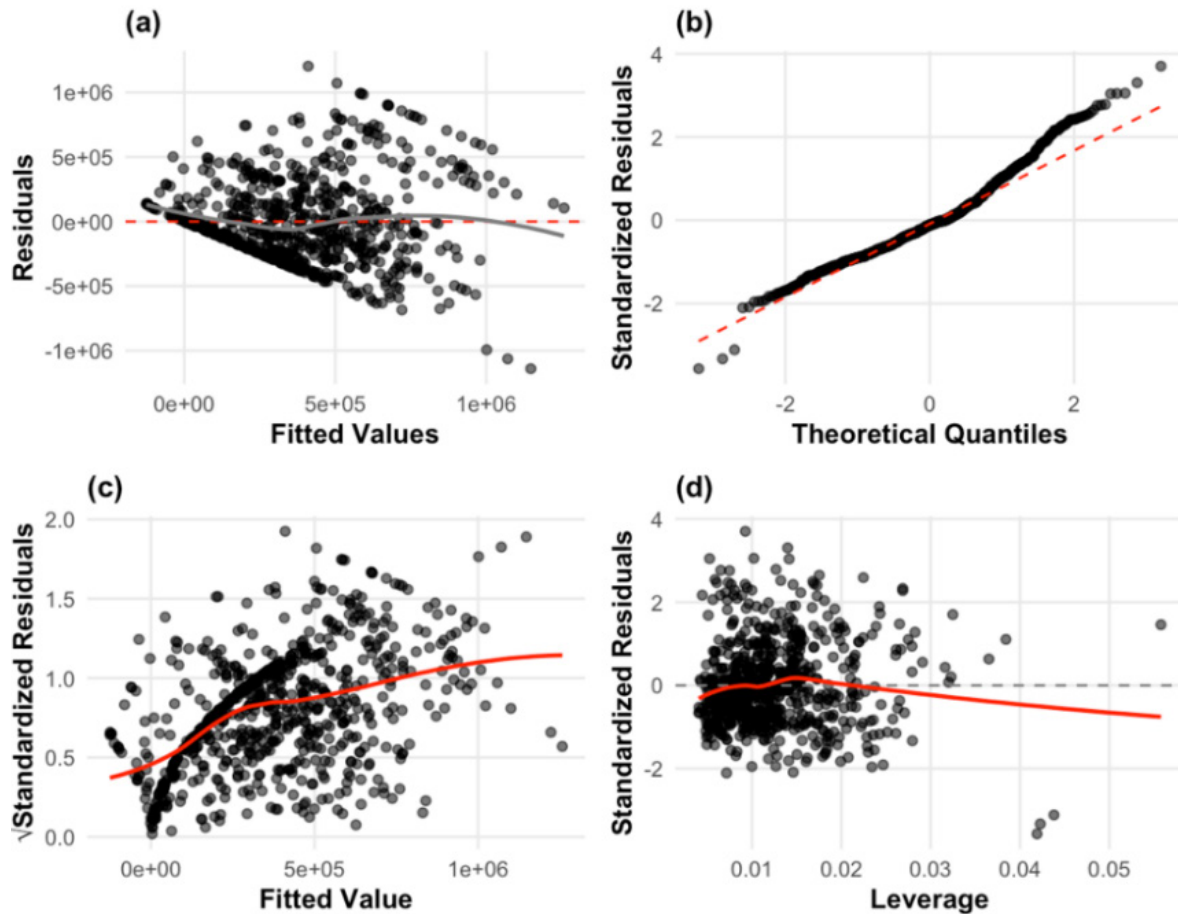 (a)
1e+06
5e+05
0e+00
-5e+05
-1e+06
Residuals
0e+00 5e+05 1e+06
Fitted Values
(b)
4
2
0
-2
Standardized Residuals
-2 0 2
Theoretical Quantiles
(c)
2.0
1.5
1.0
0.5
0.0
√Standardized Residuals
0e+00 5e+05 1e+06
Fitted Value
(d)
4
2
0
-2
Standardized Residuals
0.01 0.02 0.03 0.04 0.05
Leverage